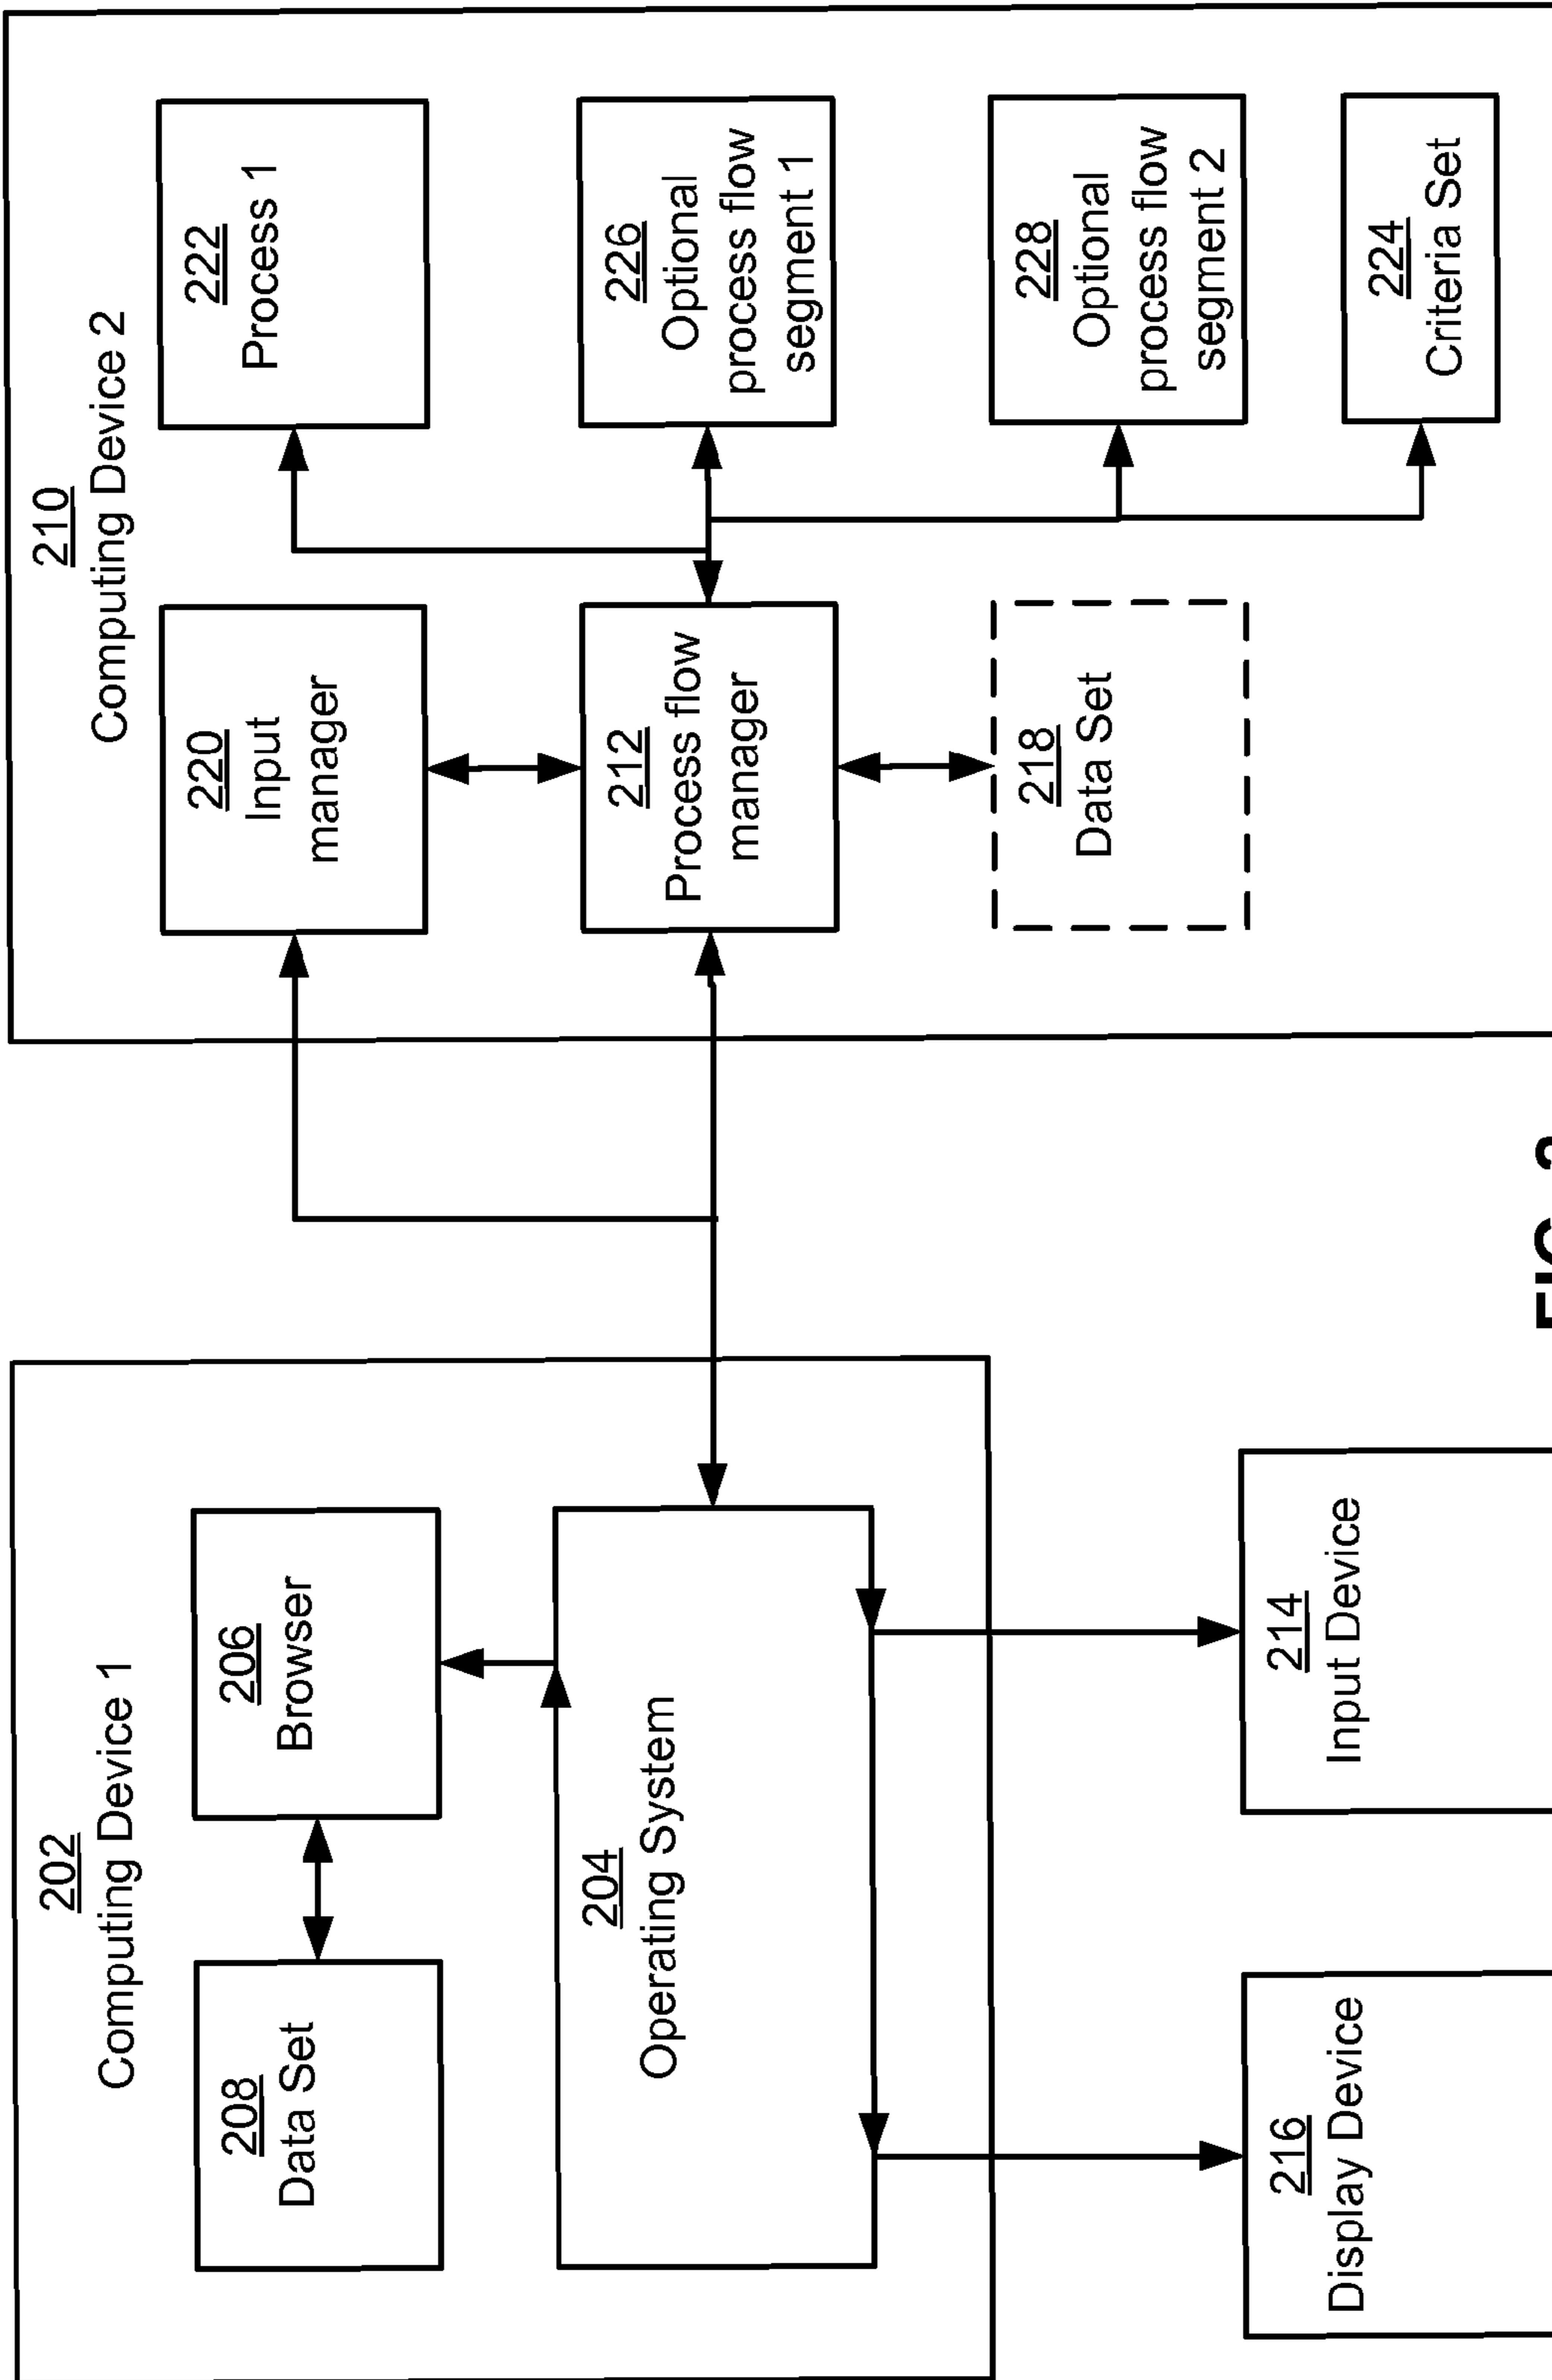 202
Computing Device 1
208
Data Set
206
Browser
204
Operating System
216
Display Device
214
Input Device
210
Computing Device 2
220
Input
manager
212
Process flow
manager
218
Data Set
222
Process 1
226
Optional
process flow
segment 1
228
Optional
process flow
segment 2
224
Criteria Set